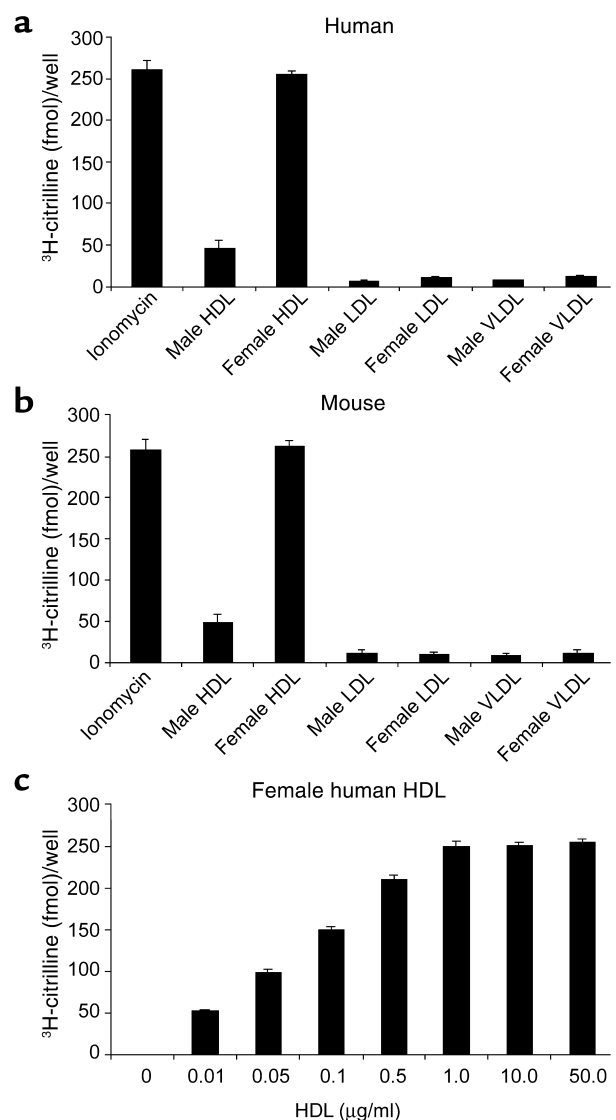 a
Human
³H-citrilline (fmol)/well
300
250
200
150
100
50
0
Ionomycin
Male HDL
Female HDL
Male LDL
Female LDL
Male VLDL
Female VLDL
b
Mouse
³H-citrilline (fmol)/well
300
250
200
150
100
50
0
Ionomycin
Male HDL
Female HDL
Male LDL
Female LDL
Male VLDL
Female VLDL
c
Female human HDL
³H-citrilline (fmol)/well
300
250
200
150
100
50
0
0 0.01 0.05 0.1 0.5 1.0 10.0 50.0
HDL (μg/ml)